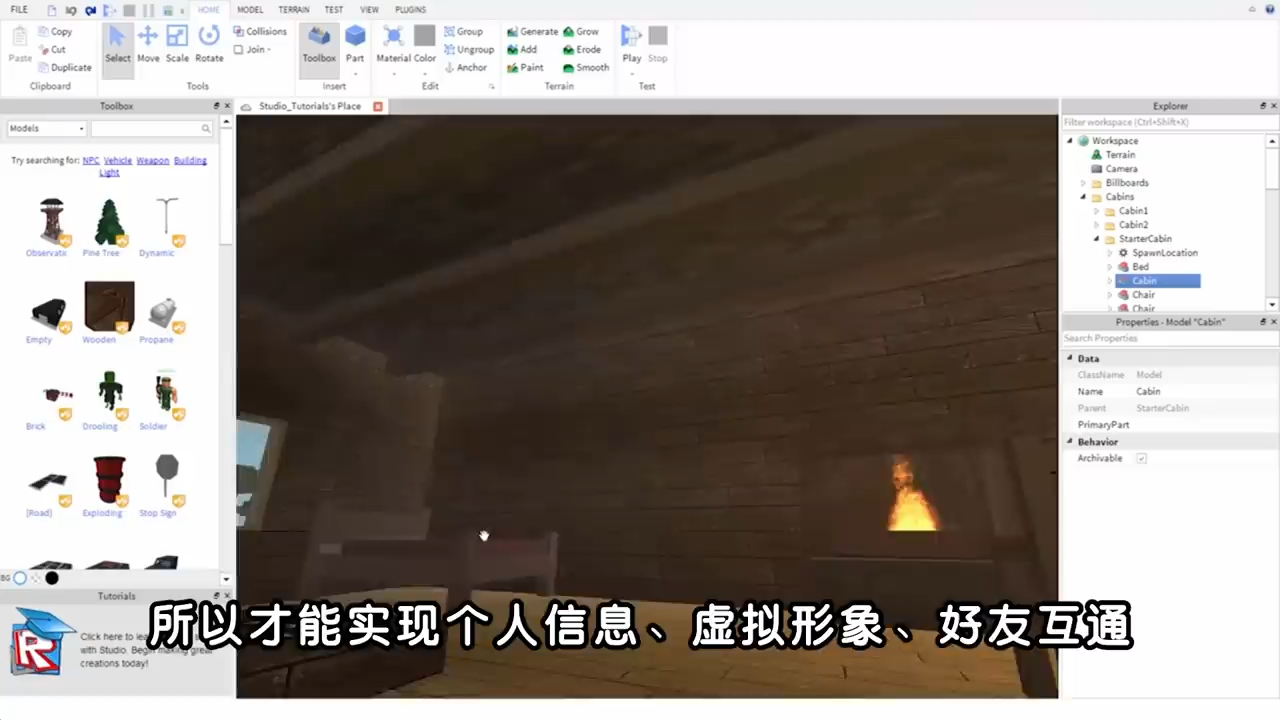 FILE HOME MODEL TERRAIN TEST VIEW PLUGINS
Paste Copy Cut Duplicate
Select Move Scale Rotate
Collisions
Join
Toolbox Part
Material Color
Group
Ungroup
Anchor
Generate Grow
Add Erode
Paint Smooth
Play Stop
Clipboard Tools Insert Edit Terrain Test
Toolbox
Models
Try searching for: NPC Vehicle Weapon Building
Light
Pine Tree Dynamic
Empty Wooden Propane
Brick Drooling Soldier
[Road] Exploding Stop Sign
BG
Tutorials
with Studio.
creations today!
Studio_Tutorials's Place
Explorer
Filter workspace (Ctrl+Shift+X)
Workspace
Terrain
Camera
Billboards
Cabins
Cabin1
Cabin2
StarterCabin
SpawnLocation
Bed
Cabin
Chair
Chair
Properties - Model "Cabin"
Search Properties
Data
ClassName Model
Name Cabin
Parent StarterCabin
PrimaryPart
Behavior
Archivable
所以才能实现个人信息、虚拟形象、好友互通